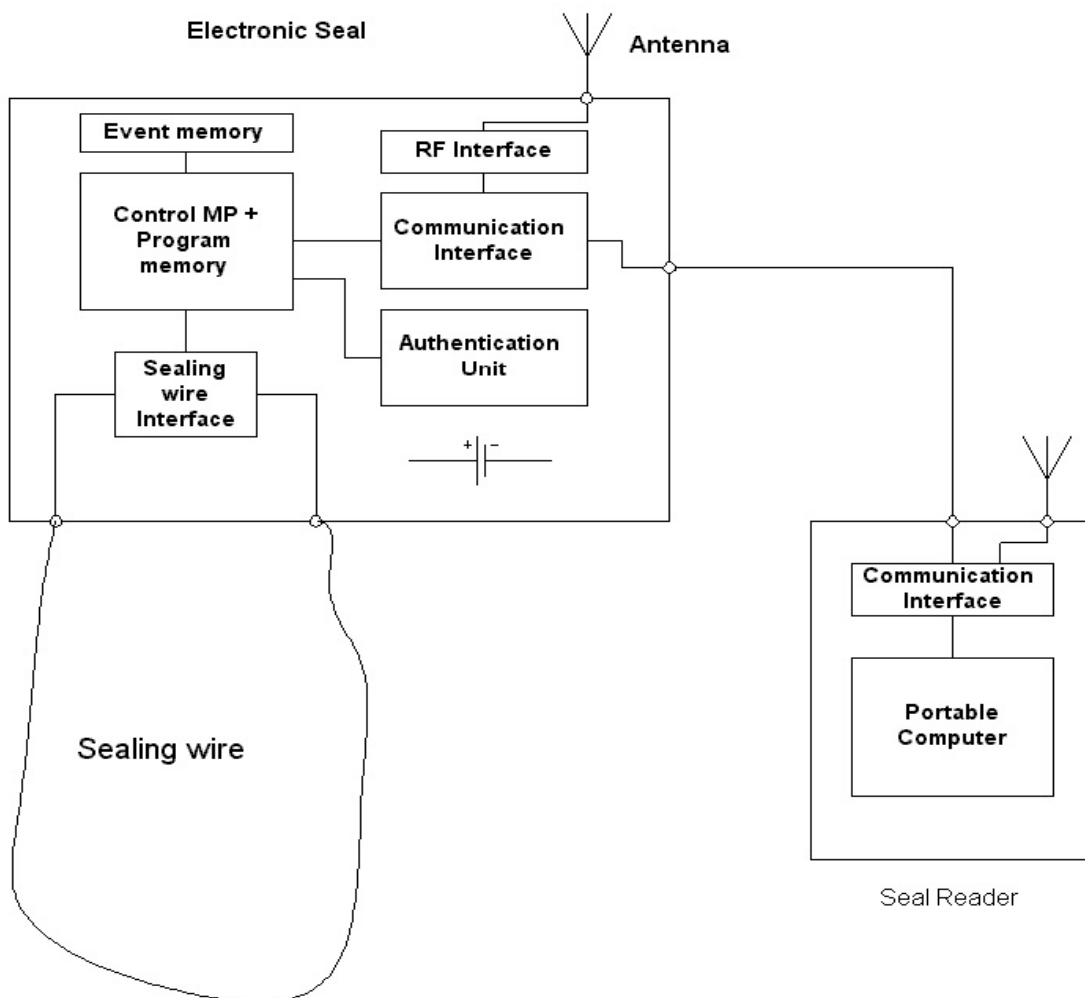 Electronic Seal
Antenna
Event memory
RF Interface
Control MP +
Program
memory
Communication
Interface
Authentication
Unit
Sealing
wire
Interface
+ −
Communication
Interface
Portable
Computer
Sealing wire
Seal Reader